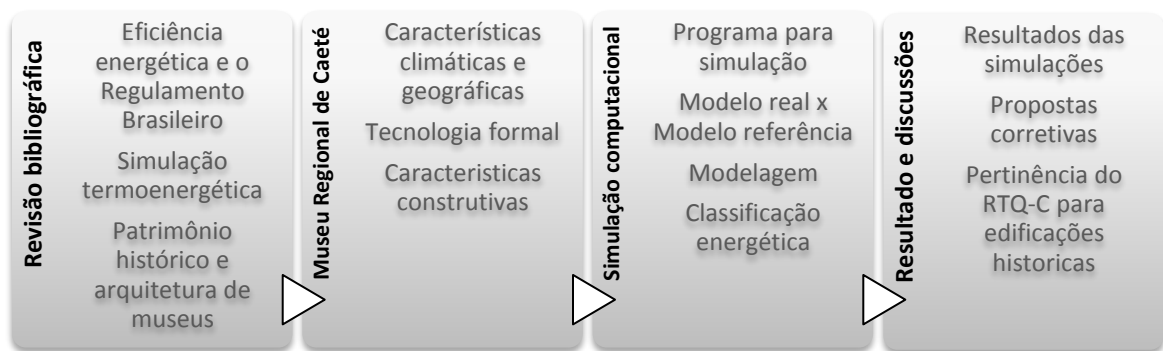 Revisão bibliográfica
Eficiência
energética e o
Regulamento
Brasileiro
Simulação
termoenergética
Patrimônio
histórico e
arquitetura de
museus
Museu Regional de Caeté
Características
climáticas e
geográficas
Tecnologia formal
Caracteristicas
construtivas
Simulação computacional
Programa para
simulação
Modelo real x
Modelo referência
Modelagem
Classificação
energética
Resultado e discussões
Resultados das
simulações
Propostas
corretivas
Pertinência do
RTQ-C para
edificações
historicas